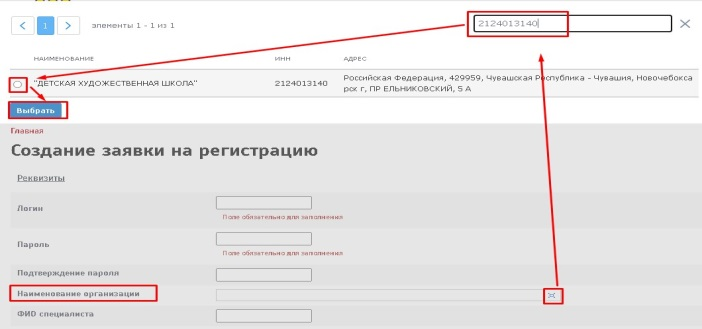 1
элементы 1 - 1 из 1
2124013140
НАИМЕНОВАНИЕ ИНН АДРЕС
"ДЕТСКАЯ ХУДОЖЕСТВЕННАЯ ШКОЛА" 2124013140 Российская Федерация, 429959, Чувашская Республика - Чувашия, Новочебокса
рск г, ПР ЕЛЬНИКОВСКИЙ, 5 А
Выбрать
Главная
Создание заявки на регистрацию
Реквизиты
Логин
Поле обязательно для заполнения
Пароль
Поле обязательно для заполнения
Подтверждение пароля
Наименование организации
ФИО специалиста